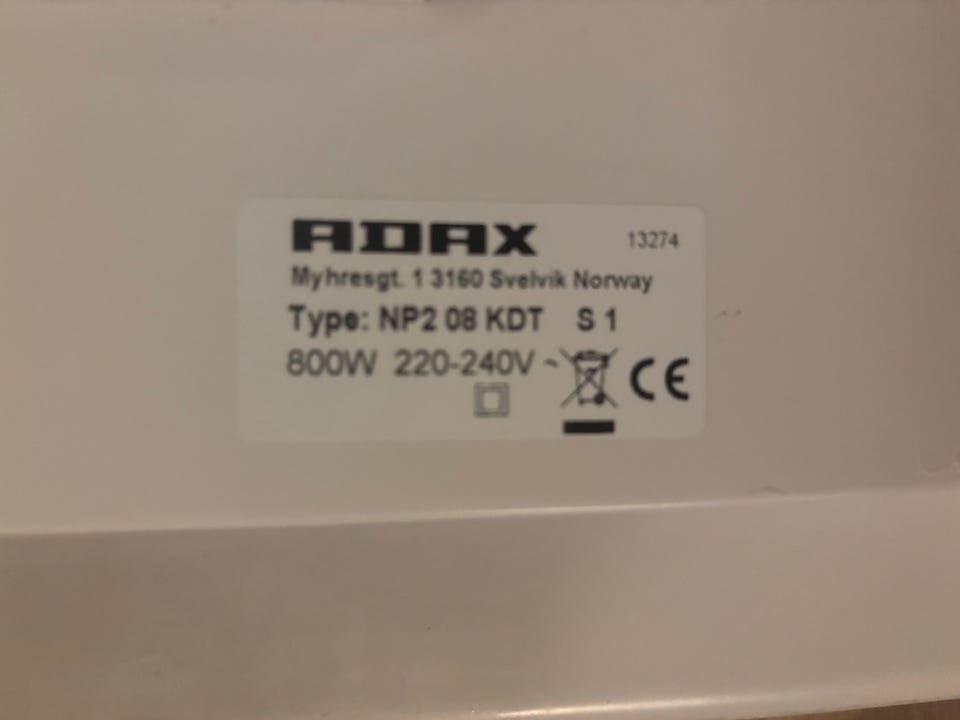 ADAX 13274
Myhresgt. 1 3160 Svelvik Norway
Type: NP2 08 KDT S 1
800W 220-240V ~ CE